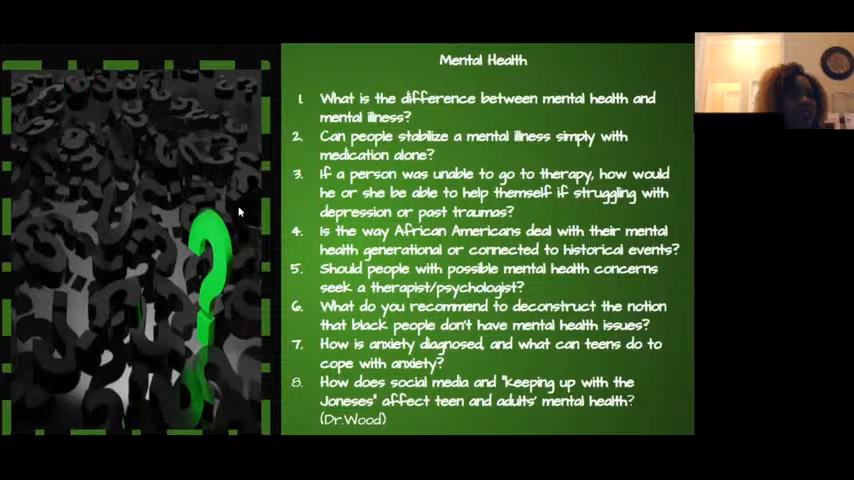 Mental Health
1. What is the difference between mental health and
mental illness?
2. Can people stabilize a mental illness simply with
medication alone?
3. If a person was unable to go to therapy, how would
he or she be able to help themself if struggling with
depression or past traumas?
4. Is the way African Americans deal with their mental
health generational or connected to historical events?
5. Should people with possible mental health concerns
seek a therapist/psychologist?
6. What do you recommend to deconstruct the notion
that black people don't have mental health issues?
7. How is anxiety diagnosed, and what can teens do to
cope with anxiety?
8. How does social media and "keeping up with the
Joneses" affect teen and adults' mental health?
(Dr.Wood)